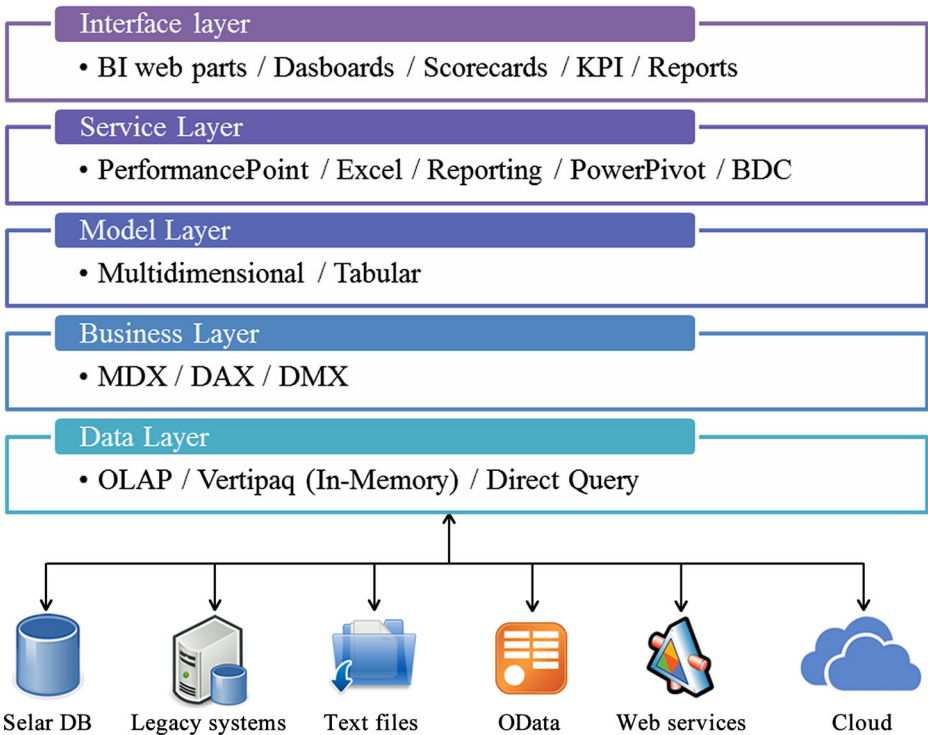 Interface layer
• BI web parts / Dasboards / Scorecards / KPI / Reports
Service Layer
• PerformancePoint / Excel / Reporting / PowerPivot / BDC
Model Layer
• Multidimensional / Tabular
Business Layer
• MDX / DAX / DMX
Data Layer
• OLAP / Vertipaq (In-Memory) / Direct Query
Selar DB
Legacy systems
Text files
OData
Web services
Cloud